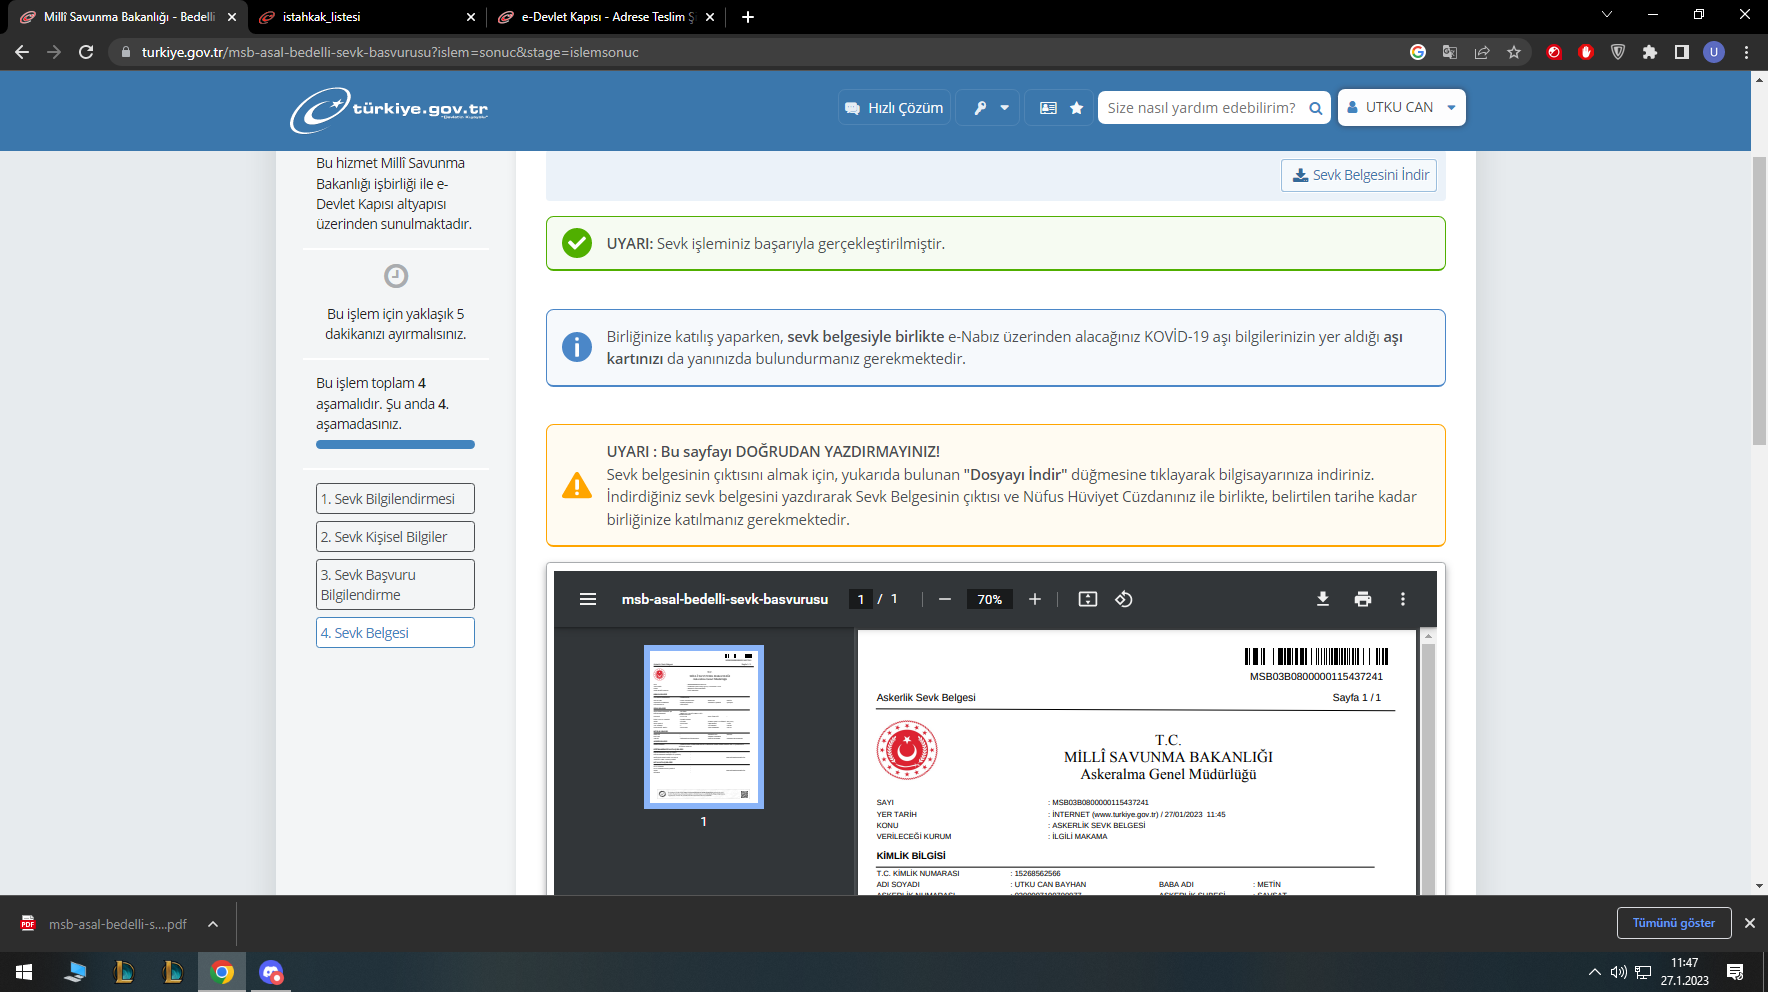 Millî Savunma Bakanlığı - Bedelli
istahkak_listesi
e-Devlet Kapısı - Adrese Teslim
turkiye.gov.tr/msb-asal-bedelli-sevk-basvurusu?islem=sonuc&stage=islemsonuc
U
türkiye.gov.tr
Hızlı Çözüm
Size nasıl yardım edebilirim?
UTKU CAN
Bu hizmet Millî Savunma
Bakanlığı işbirliği ile e-
Devlet Kapısı altyapısı
üzerinden sunulmaktadır.
Bu işlem için yaklaşık 5
dakikanızı ayırmalısınız.
Bu işlem toplam 4
aşamalıdır. Şu anda 4.
aşamadasınız.
1. Sevk Bilgilendirmesi
2. Sevk Kişisel Bilgiler
3. Sevk Başvuru
Bilgilendirme
4. Sevk Belgesi
Sevk Belgesini İndir
UYARI: Sevk işleminiz başarıyla gerçekleştirilmiştir.
Birliğinize katılış yaparken, sevk belgesiyle birlikte e-Nabız üzerinden alacağınız KOVİD-19 aşı bilgilerinizin yer aldığı aşı
kartınızı da yanınızda bulundurmanız gerekmektedir.
UYARI : Bu sayfayı DOĞRUDAN YAZDIRMAYINIZ!
Sevk belgesinin çıktısını almak için, yukarıda bulunan "Dosyayı İndir" düğmesine tıklayarak bilgisayarınıza indiriniz.
İndirdiğiniz sevk belgesini yazdırarak Sevk Belgesinin çıktısı ve Nüfus Hüviyet Cüzdanınız ile birlikte, belirtilen tarihe kadar
birliğinize katılmanız gerekmektedir.
msb-asal-bedelli-sevk-basvurusu
1 / 1
70%
1
MSB03B0800000115437241
Askerlik Sevk Belgesi
Sayfa 1 / 1
T.C.
MİLLÎ SAVUNMA BAKANLIĞI
Askeralma Genel Müdürlüğü
SAYI : MSB03B0800000115437241
YER TARİH : İNTERNET (www.turkiye.gov.tr) / 27/01/2023 11:45
KONU : ASKERLİK SEVK BELGESİ
VERİLECEĞİ KURUM : İLGİLİ MAKAMA
KİMLİK BİLGİSİ
T.C. KİMLİK NUMARASI : 15268562566
ADI SOYADI : UTKU CAN BAYHAN BABA ADI : METİN
msb-asal-bedelli-s....pdf
Tümünü göster
11:47
27.1.2023